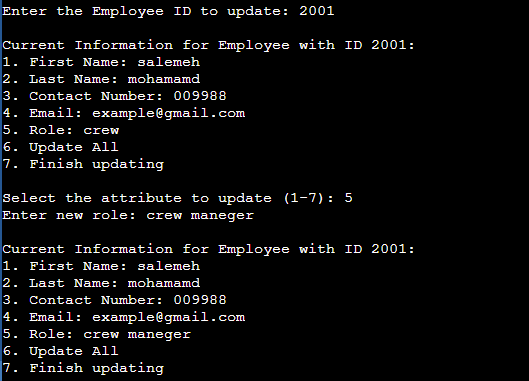 Enter the Employee ID to update: 2001
Current Information for Employee with ID 2001:
1. First Name: salemeh
2. Last Name: mohamamd
3. Contact Number: 009988
4. Email: example@gmail.com
5. Role: crew
6. Update All
7. Finish updating
Select the attribute to update (1-7): 5
Enter new role: crew maneger
Current Information for Employee with ID 2001:
1. First Name: salemeh
2. Last Name: mohamamd
3. Contact Number: 009988
4. Email: example@gmail.com
5. Role: crew maneger
6. Update All
7. Finish updating